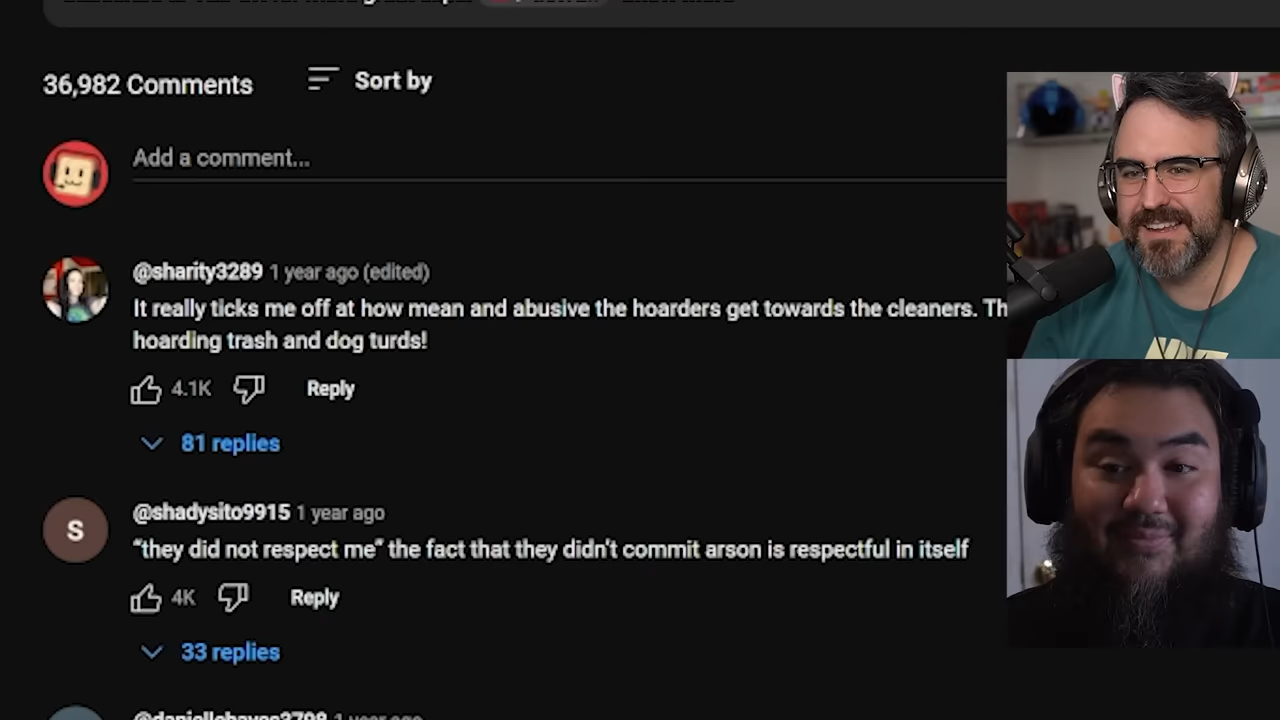 36,982 Comments
Sort by
Add a comment...
@sharity3289 1 year ago (edited)
It really ticks me off at how mean and abusive the hoarders get towards the cleaners. Th
hoarding trash and dog turds!
4.1K
Reply
81 replies
S
@shadysito9915 1 year ago
“they did not respect me” the fact that they didn't commit arson is respectful in itself
4K
Reply
33 replies
1 year ago